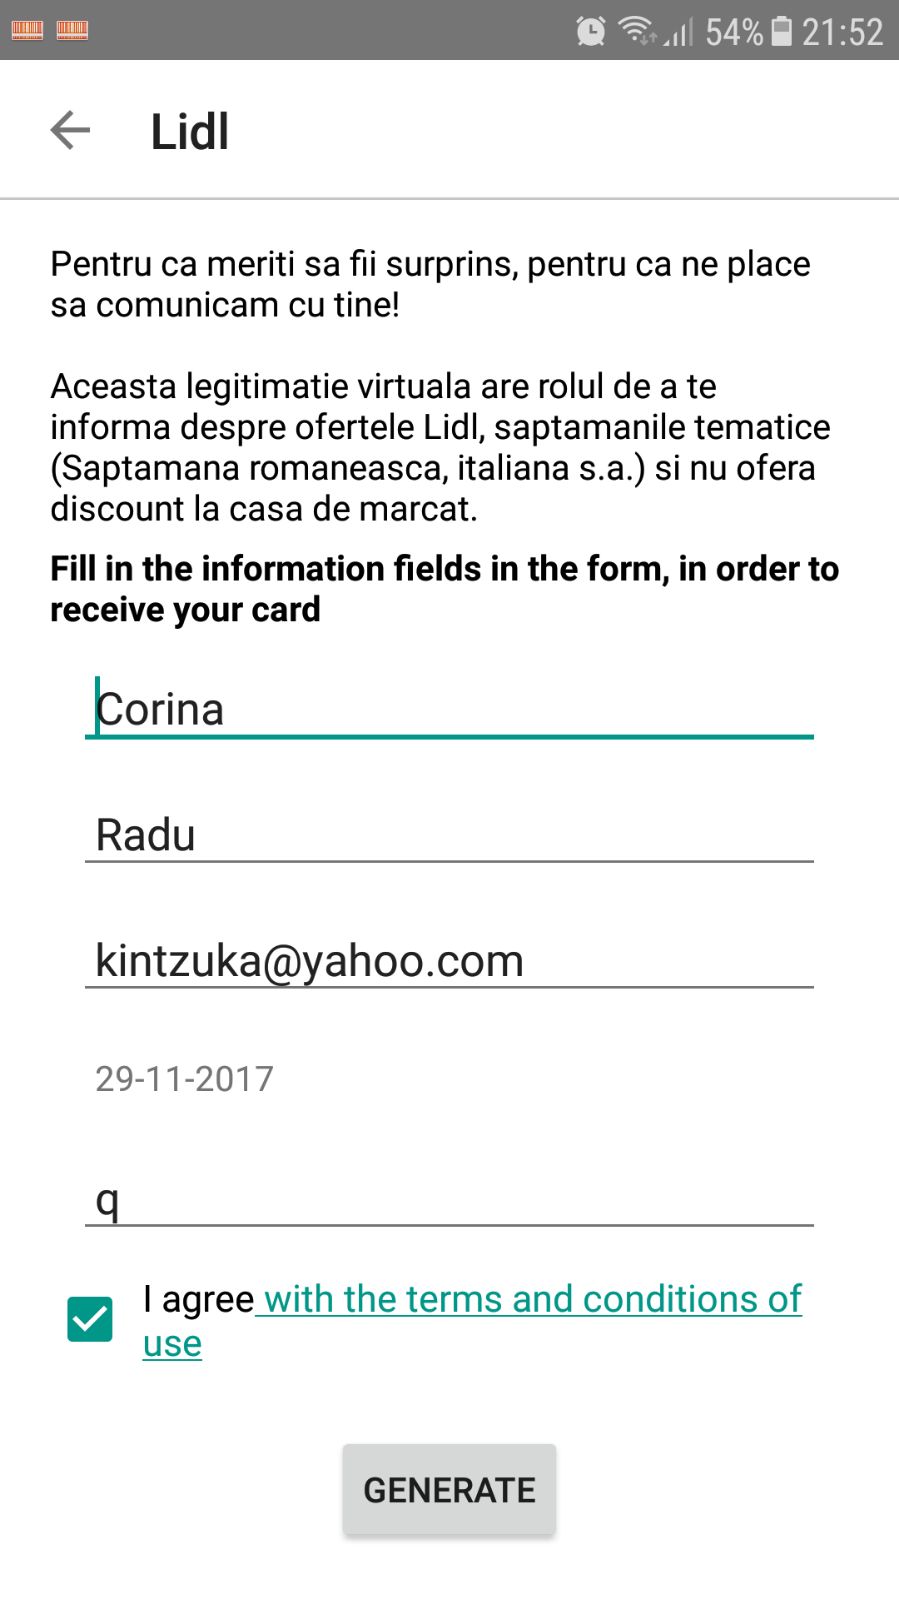 54% 21:52
Lidl
Pentru ca meriti sa fii surprins, pentru ca ne place
sa comunicam cu tine!
Aceasta legitimatie virtuala are rolul de a te
informa despre ofertele Lidl, saptamanile tematice
(Saptamana romaneasca, italiana s.a.) si nu ofera
discount la casa de marcat.
Fill in the information fields in the form, in order to
receive your card
Corina
Radu
kintzuka@yahoo.com
29-11-2017
q
I agree with the terms and conditions of
use
GENERATE